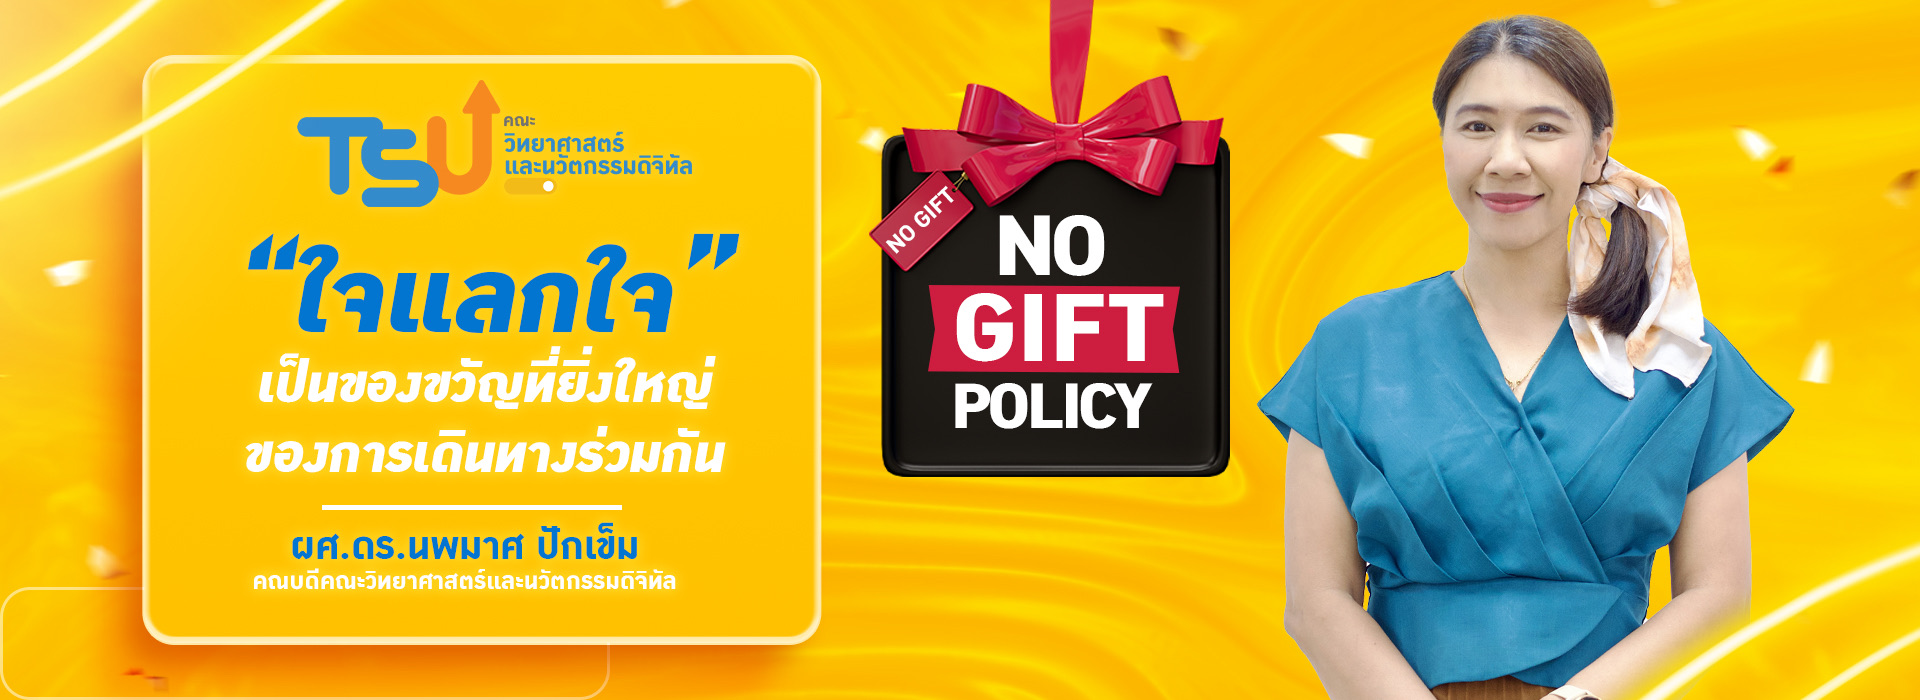 TSU
คณะ
วิทยาศาสตร์
และนวัตกรรมดิจิทัล
“ใจแลกใจ”
เป็นของขวัญที่ยิ่งใหญ่
ของการเดินทางร่วมกัน
ผศ.ดร.นพมาศ ปักเข็ม
คณบดีคณะวิทยาศาสตร์และนวัตกรรมดิจิทัล
NO GIFT
NO
GIFT
POLICY